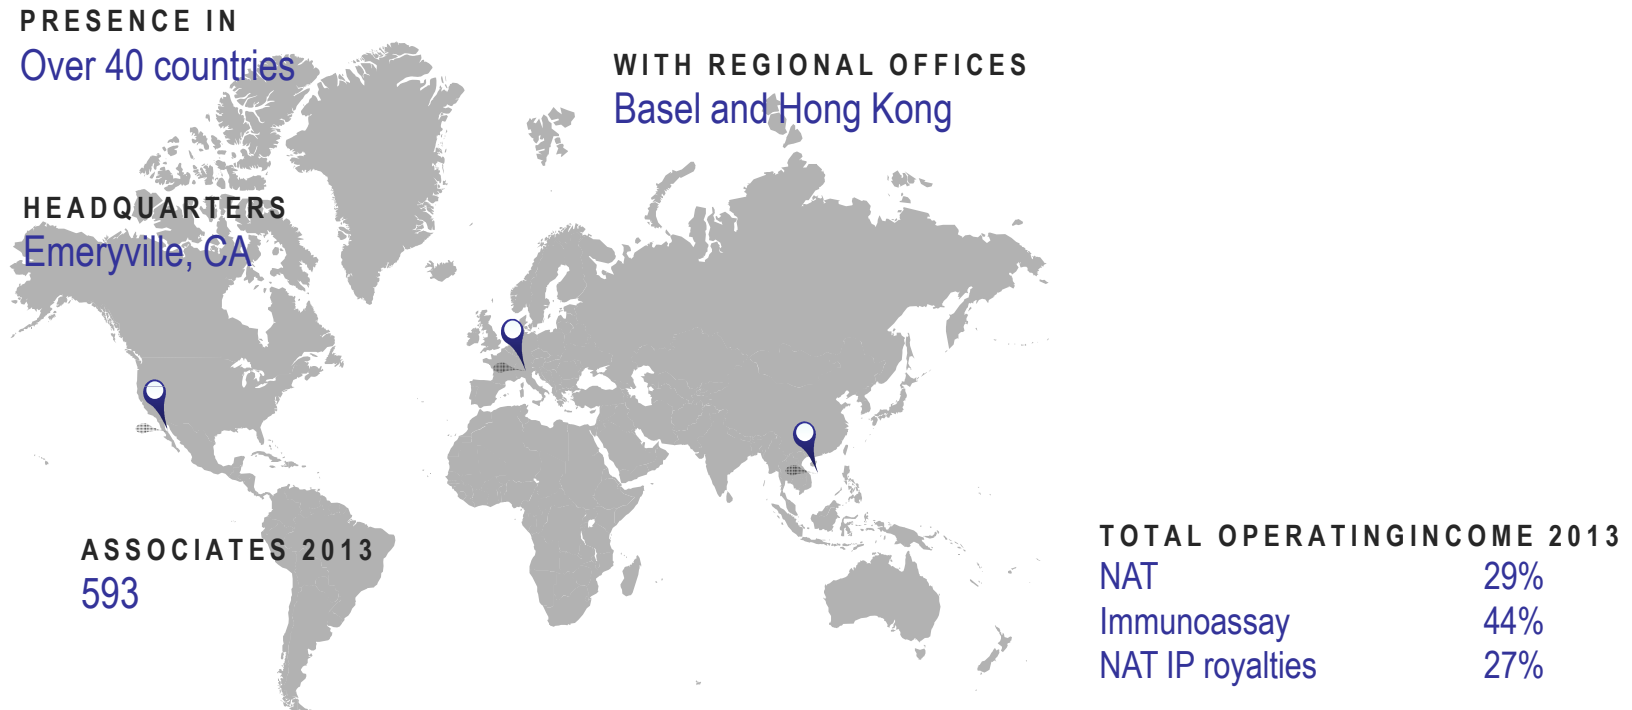 PRESENCE IN
Over 40 countries
WITH REGIONAL OFFICES
Basel and Hong Kong
HEADQUARTERS
Emeryville, CA
ASSOCIATES 2013
593
TOTAL OPERATINGINCOME 2013
NAT 29%
Immunoassay 44%
NAT IP royalties 27%